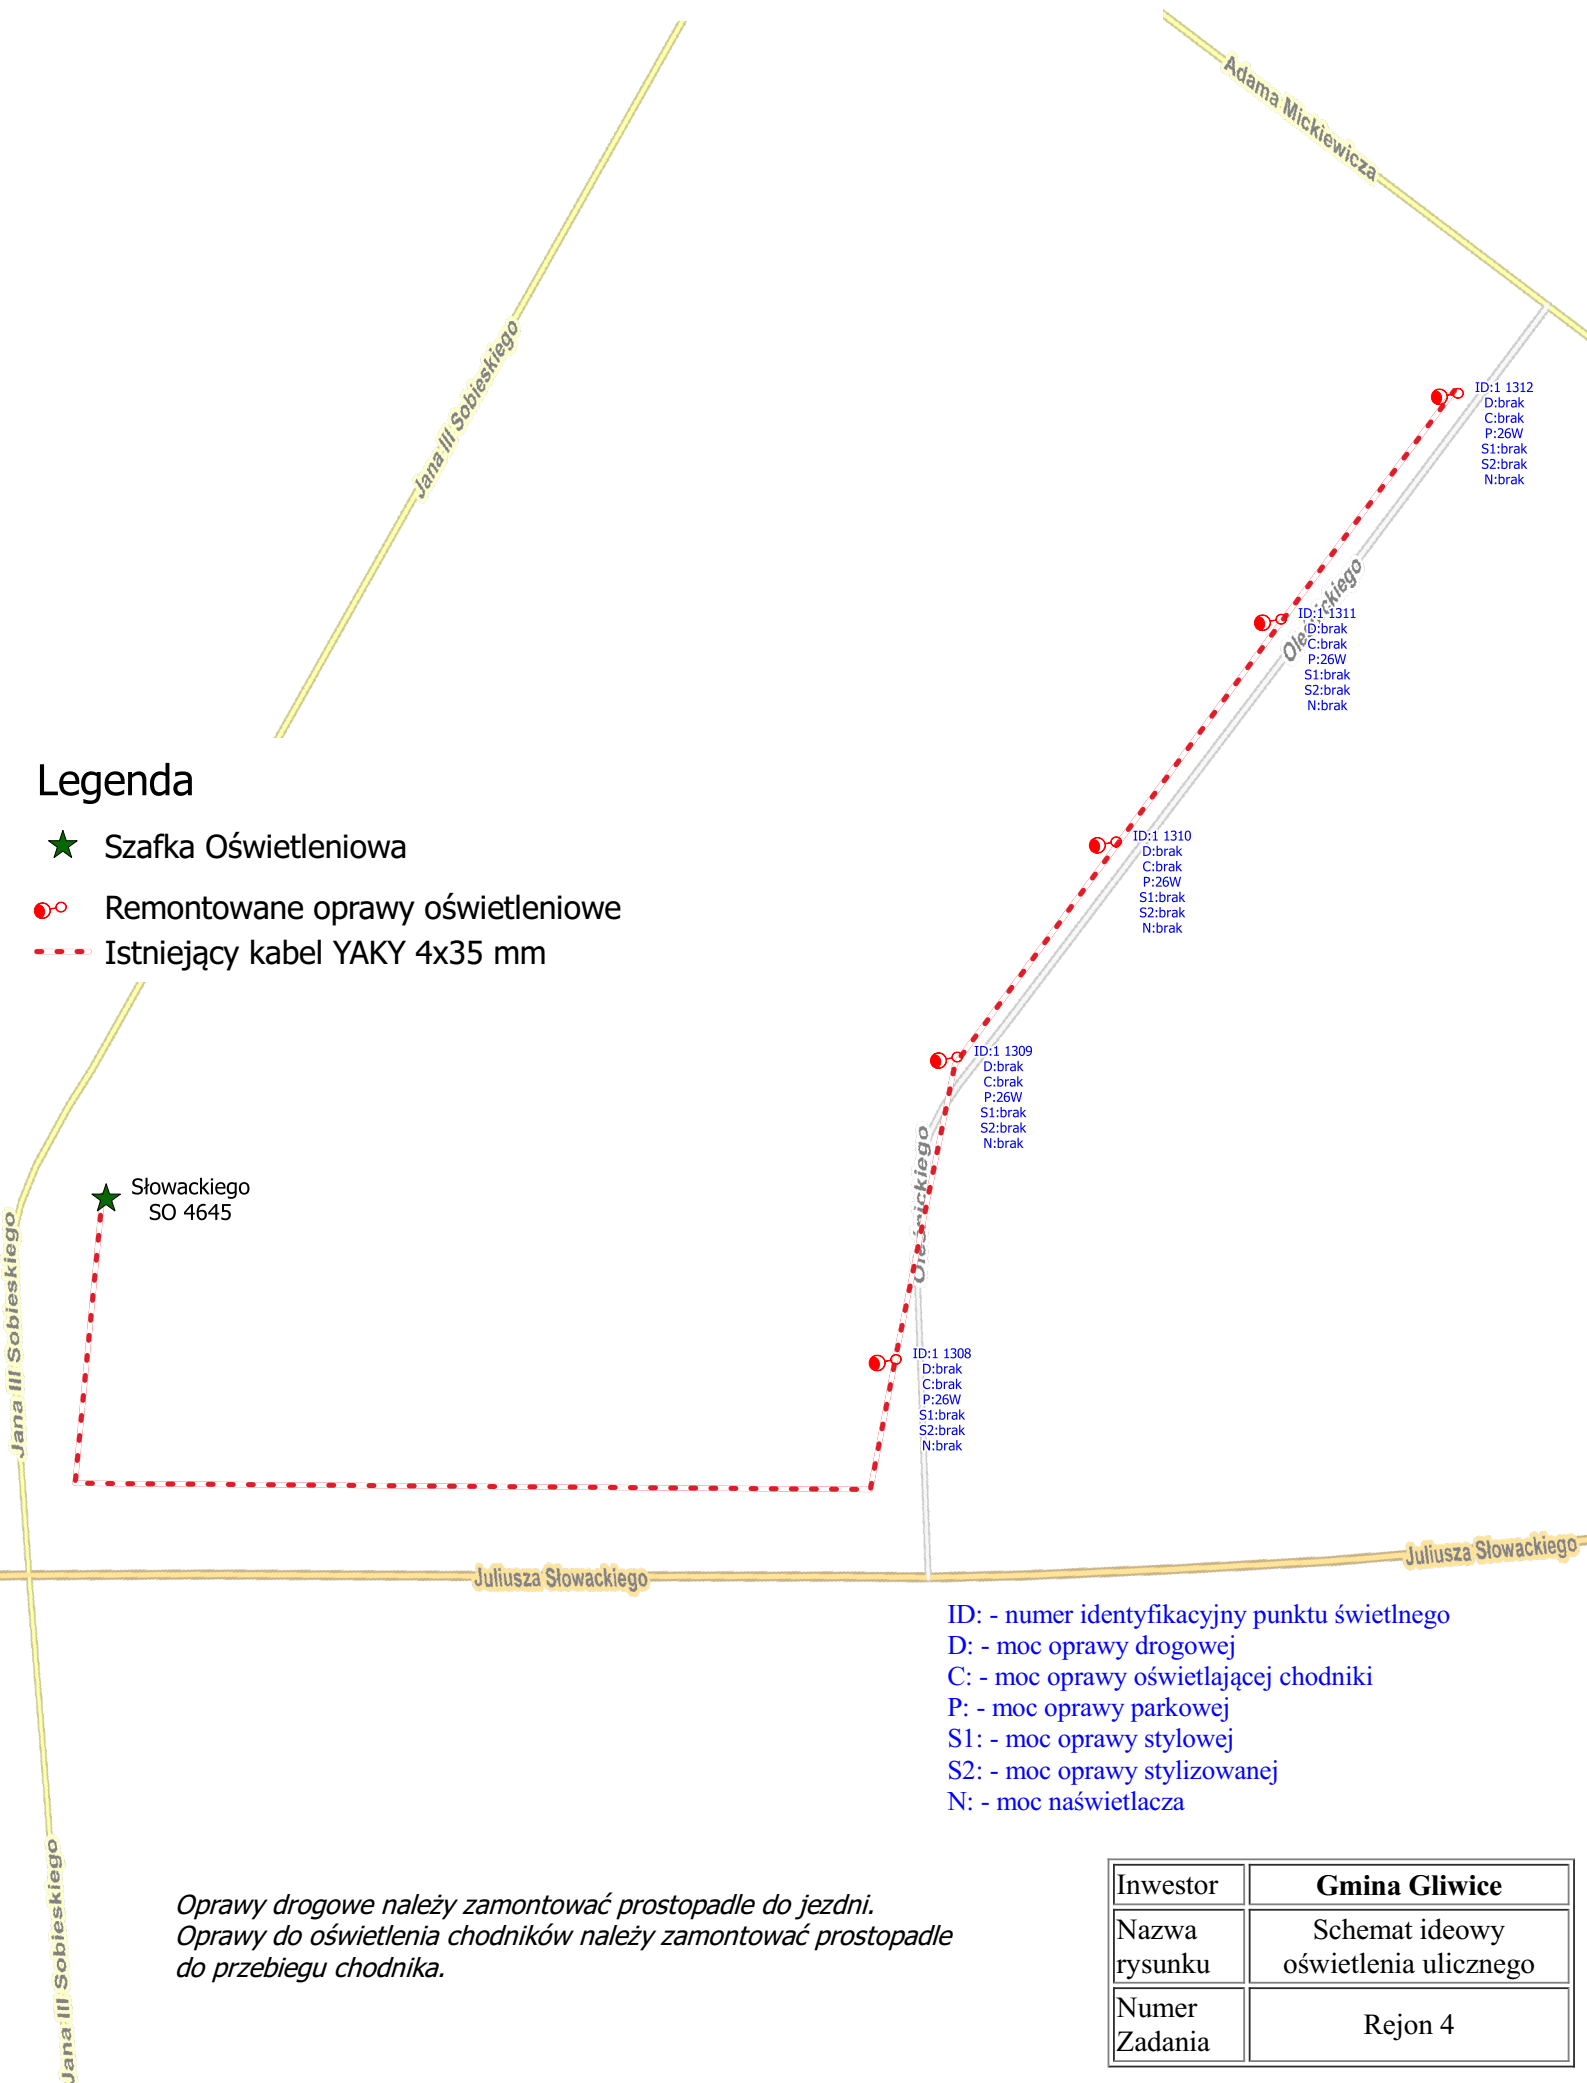 Adama Mickiewicza
Jana III Sobieskiego
ID:1 1312
D:brak
C:brak
P:26W
S1:brak
S2:brak
N:brak
Oleśnickiego
ID:1 1311
D:brak
C:brak
P:26W
S1:brak
S2:brak
N:brak
Legenda
Szafka Oświetleniowa
Remontowane oprawy oświetleniowe
Istniejący kabel YAKY 4x35 mm
ID:1 1310
D:brak
C:brak
P:26W
S1:brak
S2:brak
N:brak
ID:1 1309
D:brak
C:brak
P:26W
S1:brak
S2:brak
N:brak
Oleśnickiego
Słowackiego
SO 4645
Jana III Sobieskiego
ID:1 1308
D:brak
C:brak
P:26W
S1:brak
S2:brak
N:brak
Juliusza Słowackiego
Juliusza Słowackiego
ID: - numer identyfikacyjny punktu świetlnego
D: - moc oprawy drogowej
C: - moc oprawy oświetlającej chodniki
P: - moc oprawy parkowej
S1: - moc oprawy stylowej
S2: - moc oprawy stylizowanej
N: - moc naświetlacza
Jana III Sobieskiego
Oprawy drogowe należy zamontować prostopadle do jezdni.
Oprawy do oświetlenia chodników należy zamontować prostopadle
do przebiegu chodnika.
Inwestor
Gmina Gliwice
Nazwa
rysunku
Schemat ideowy
oświetlenia ulicznego
Numer
Zadania
Rejon 4